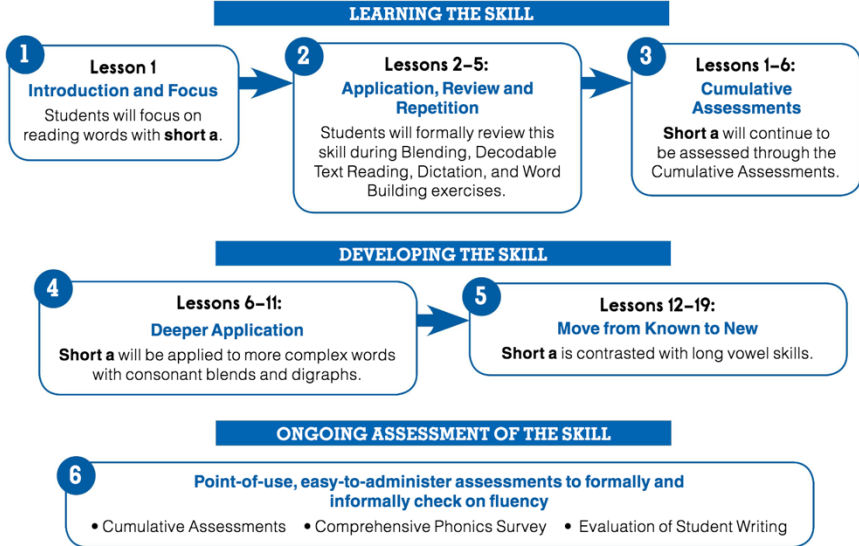 LEARNING THE SKILL
1
Lesson 1
Introduction and Focus
Students will focus on
reading words with short a.
2
Lessons 2–5:
Application, Review and
Repetition
Students will formally review this
skill during Blending, Decodable
Text Reading, Dictation, and Word
Building exercises.
3
Lessons 1–6:
Cumulative
Assessments
Short a will continue to
be assessed through the
Cumulative Assessments.
DEVELOPING THE SKILL
4
Lessons 6–11:
Deeper Application
Short a will be applied to more complex words
with consonant blends and digraphs.
5
Lessons 12–19:
Move from Known to New
Short a is contrasted with long vowel skills.
ONGOING ASSESSMENT OF THE SKILL
6
Point-of-use, easy-to-administer assessments to formally and
informally check on fluency
• Cumulative Assessments • Comprehensive Phonics Survey • Evaluation of Student Writing